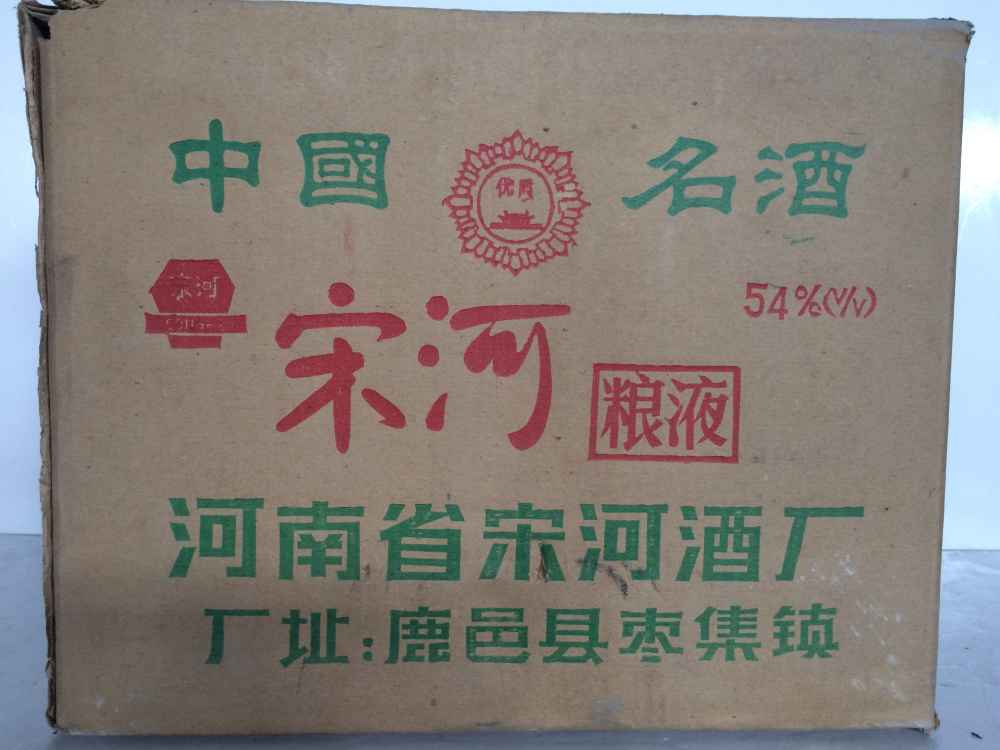 中國 优质 名酒
宋河
54%(V/V)
宋河
粮液
河南省宋河酒厂
厂址:鹿邑县枣集镇